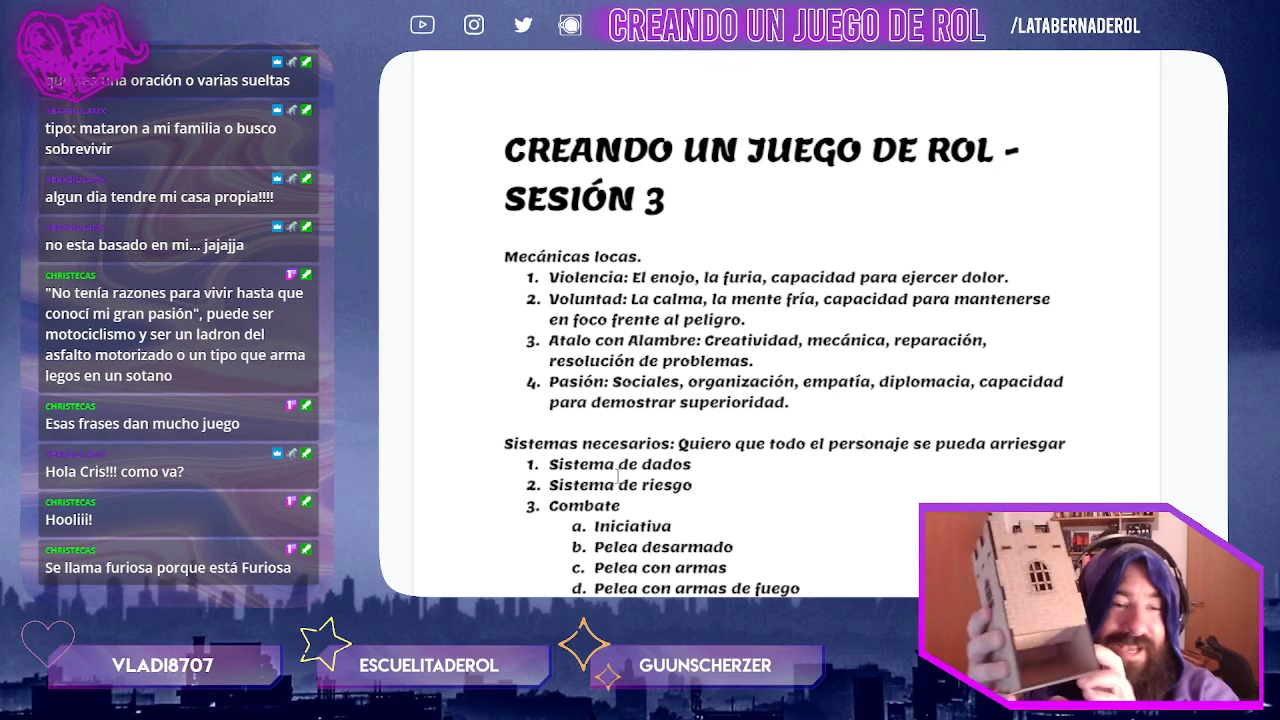 CREANDO UN JUEGO DE ROL
/LATABERNADEROL
que sea una oración o varias sueltas
XBAKSIULAMX
tipo: mataron a mi familia o busco
sobrevivir
XBAKSIULAMX
algun dia tendre mi casa propia!!!!
XBAKSIULAMX
no esta basado en mi... jajajja
CHRISTECAS
"No tenía razones para vivir hasta que
conocí mi gran pasión", puede ser
motociclismo y ser un ladron del
asfalto motorizado o un tipo que arma
legos en un sotano
CHRISTECAS
Esas frases dan mucho juego
XBAKSIULAMX
Hola Cris!!! como va?
CHRISTECAS
Hooliii!
CHRISTECAS
Se llama furiosa porque está Furiosa
CREANDO UN JUEGO DE ROL -
SESIÓN 3
Mecánicas locas.
1. Violencia: El enojo, la furia, capacidad para ejercer dolor.
2. Voluntad: La calma, la mente fría, capacidad para mantenerse
en foco frente al peligro.
3. Atalo con Alambre: Creatividad, mecánica, reparación,
resolución de problemas.
4. Pasión: Sociales, organización, empatía, diplomacia, capacidad
para demostrar superioridad.
Sistemas necesarios: Quiero que todo el personaje se pueda arriesgar
1. Sistema de dados
2. Sistema de riesgo
3. Combate
a. Iniciativa
b. Pelea desarmado
c. Pelea con armas
d. Pelea con armas de fuego
VLADI8707
ESCUELITADEROL
GUUNSCHERZER